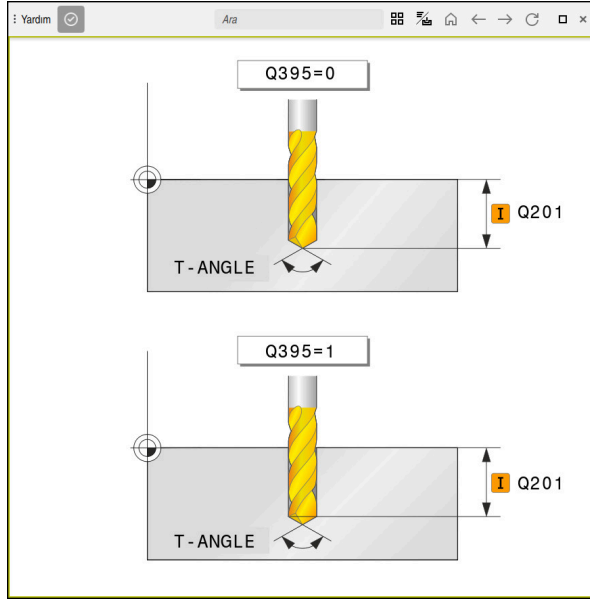 ⁝ Yardım
Ara
Q395=0
I Q201
T-ANGLE
Q395=1
I Q201
T-ANGLE